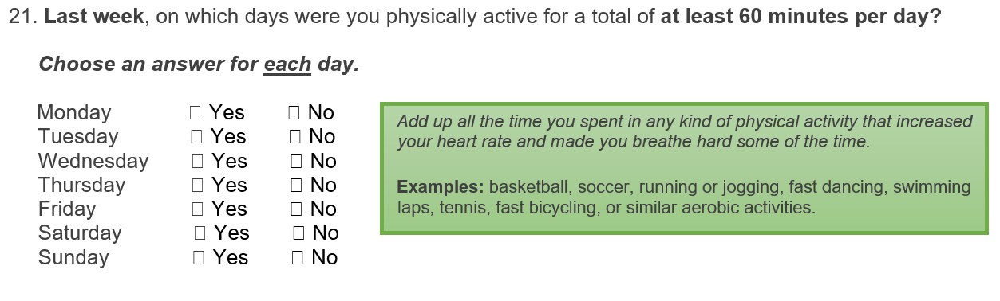 21. Last week, on which days were you physically active for a total of at least 60 minutes per day?
Choose an answer for each day.
Monday □ Yes □ No
Tuesday □ Yes □ No
Wednesday □ Yes □ No
Thursday □ Yes □ No
Friday □ Yes □ No
Saturday □ Yes □ No
Sunday □ Yes □ No
Add up all the time you spent in any kind of physical activity that increased
your heart rate and made you breathe hard some of the time.
Examples: basketball, soccer, running or jogging, fast dancing, swimming
laps, tennis, fast bicycling, or similar aerobic activities.